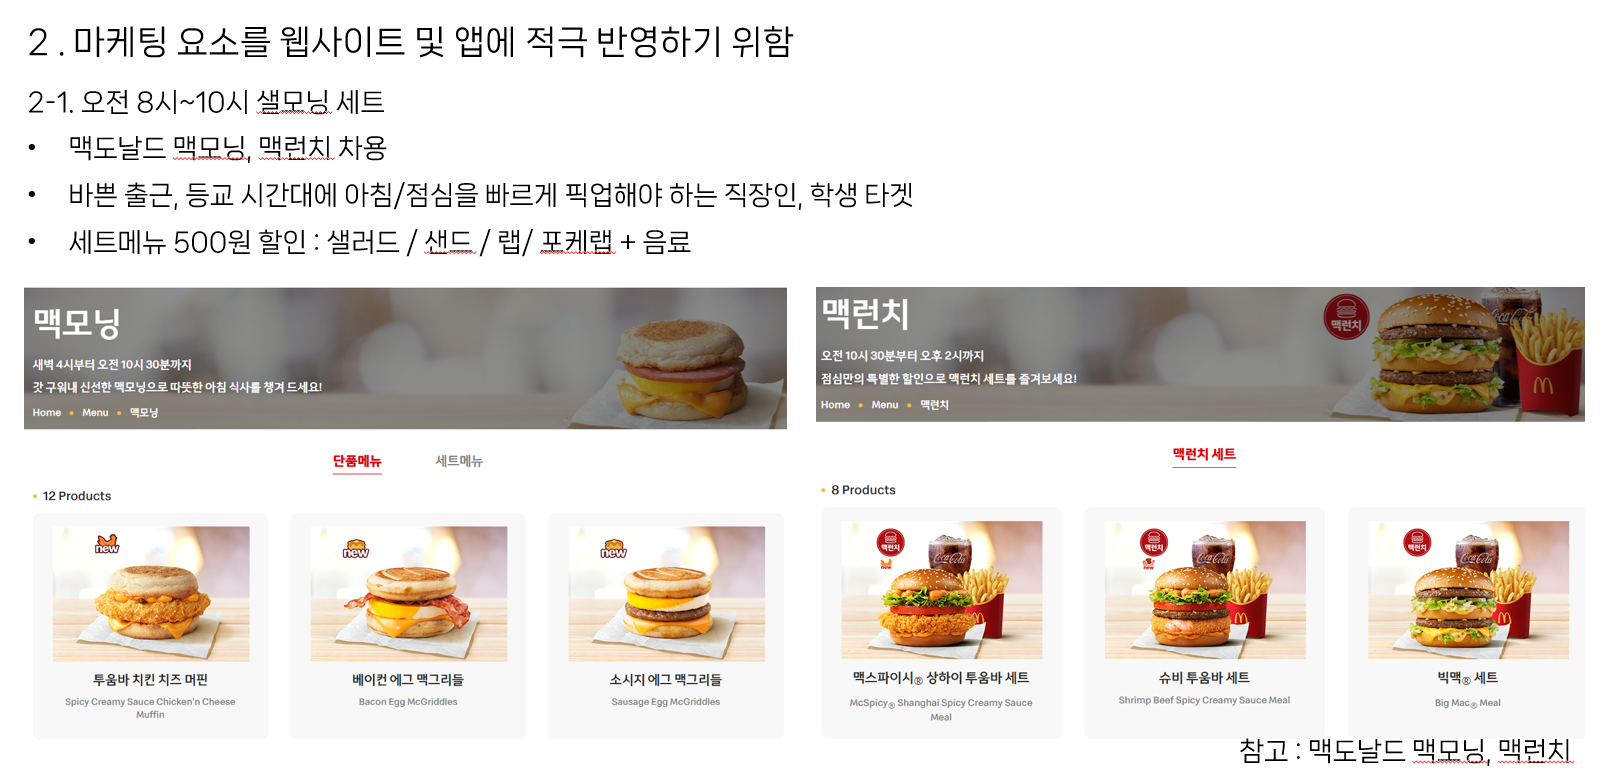 2 . 마케팅 요소를 웹사이트 및 앱에 적극 반영하기 위함
2-1. 오전 8시~10시 샐모닝 세트
• 맥도날드 맥모닝, 맥런치 차용
• 바쁜 출근, 등교 시간대에 아침/점심을 빠르게 픽업해야 하는 직장인, 학생 타겟
• 세트메뉴 500원 할인 : 샐러드 / 샌드 / 랩/ 포케랩 + 음료
맥모닝
새벽 4시부터 오전 10시 30분까지
갓 구워내 신선한 맥모닝으로 따뜻한 아침 식사를 챙겨 드세요!
Home • Menu • 맥모닝
단품메뉴 세트메뉴
• 12 Products
new
new
new
투움바 치킨 치즈 머핀
Spicy Creamy Sauce Chicken'n Cheese
Muffin
베이컨 에그 맥그리들
Bacon Egg McGriddles
소시지 에그 맥그리들
Sausage Egg McGriddles
맥런치
오전 10시 30분부터 오후 2시까지
점심만의 특별한 할인으로 맥런치 세트를 즐겨보세요!
Home • Menu • 맥런치
맥런치
Coca-Cola
맥런치 세트
• 8 Products
맥런치
new
Coca-Cola
맥런치
new
Coca-Cola
맥런치
Coca-Cola
맥스파이시® 상하이 투움바 세트
McSpicy® Shanghai Spicy Creamy Sauce
Meal
슈비 투움바 세트
Shrimp Beef Spicy Creamy Sauce Meal
빅맥® 세트
Big Mac® Meal
참고 : 맥도날드 맥모닝, 맥런치